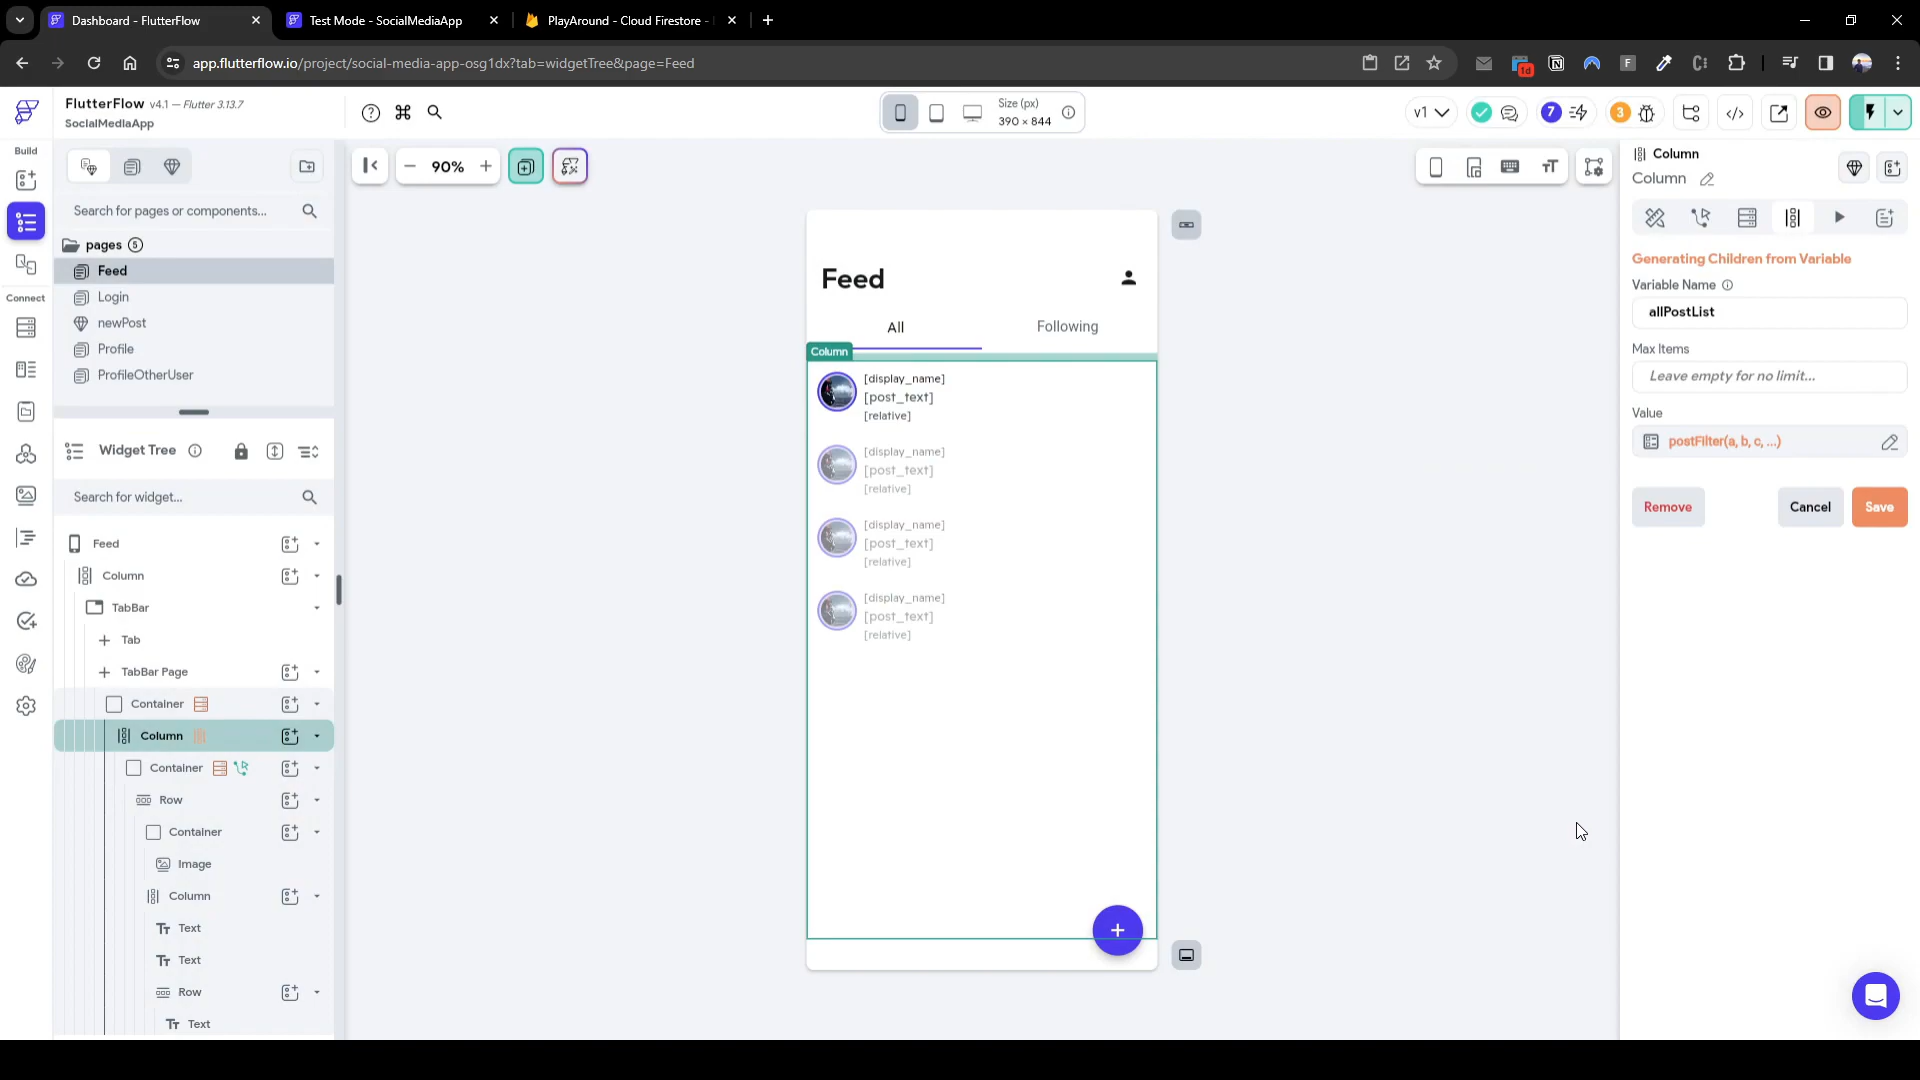 Dashboard - FlutterFlow
Test Mode - SocialMediaApp
PlayAround - Cloud Firestore -
app.flutterflow.io/project/social-media-app-osg1dx?tab=widgetTree&page=Feed
1d
FlutterFlow v4.1 — Flutter 3.13.7
SocialMediaApp
Size (px)
390 × 844
v1
7
3
Build
Connect
90%
Search for pages or components...
pages 5
Feed
Login
newPost
Profile
ProfileOtherUser
Widget Tree
Search for widget...
Feed
Column
TabBar
Tab
TabBar Page
Container
Column
Container
Row
Container
Image
Column
Text
Text
Row
Text
Feed
All
Following
Column
[display_name]
[post_text]
[relative]
[display_name]
[post_text]
[relative]
[display_name]
[post_text]
[relative]
[display_name]
[post_text]
[relative]
Column
Column
Generating Children from Variable
Variable Name
allPostList
Max Items
Leave empty for no limit...
Value
postFilter(a, b, c, ...)
Remove
Cancel
Save